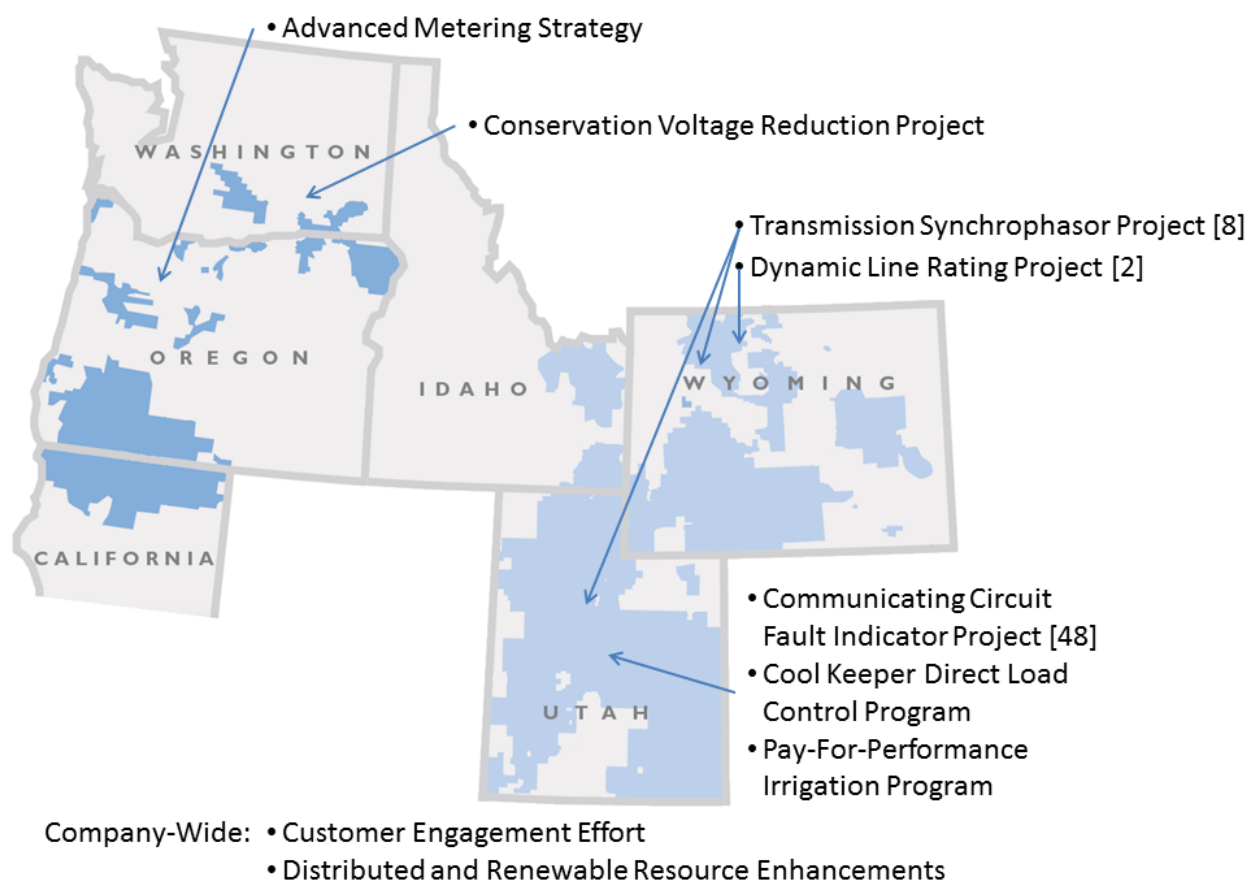 • Advanced Metering Strategy
• Conservation Voltage Reduction Project
WASHINGTON
• Transmission Synchrophasor Project [8]
• Dynamic Line Rating Project [2]
OREGON
IDAHO
WYOMING
CALIFORNIA
• Communicating Circuit
Fault Indicator Project [48]
• Cool Keeper Direct Load
Control Program
UTAH
• Pay-For-Performance
Irrigation Program
Company-Wide: • Customer Engagement Effort
• Distributed and Renewable Resource Enhancements